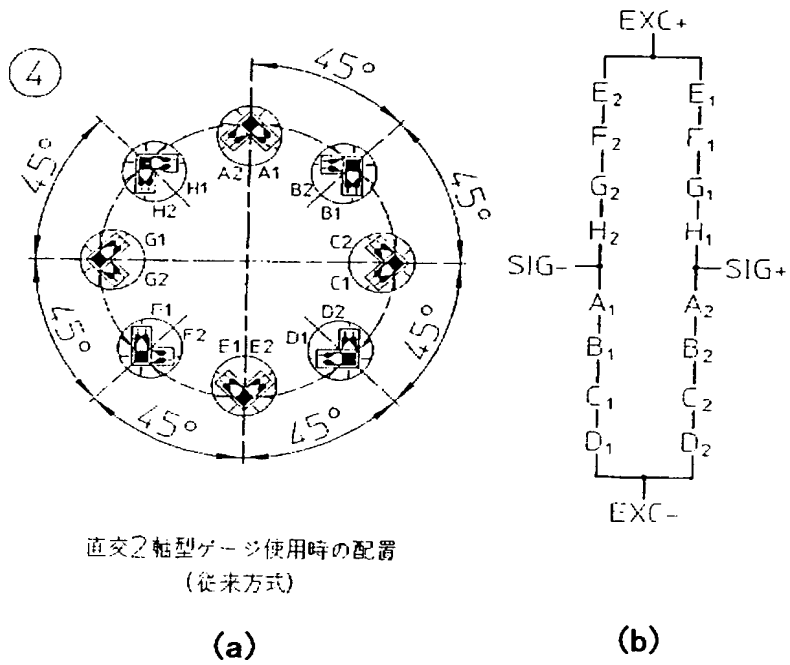 4
45°
45°
45°
45°
45°
45°
45°
A2 A1
B2
B1
C2
C1
D2
D1
E1 E2
F1
F2
G1
G2
H1
H2
直交2軸型ゲージ使用時の配置
(従来方式)
(a)
EXC+
E2 E1
F2 F1
G2 G1
H2 H1
SIG- SIG+
A1 A2
B1 B2
C1 C2
D1 D2
EXC-
(b)